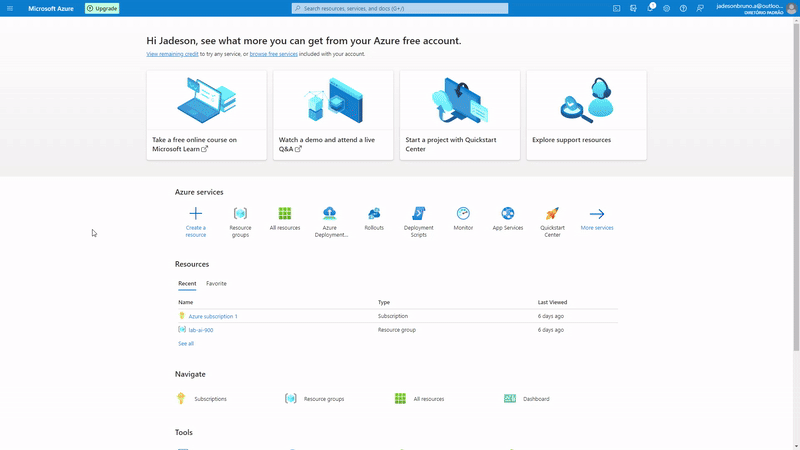 Microsoft Azure
Upgrade
Search resources, services, and docs (G+/)
jadesonbruno.a@outloo...
DIRETÓRIO PADRÃO
Hi Jadeson, see what more you can get from your Azure free account.
View remaining credit to try any service, or browse free services included with your account.
Take a free online course on
Microsoft Learn
Watch a demo and attend a live
Q&A
Start a project with Quickstart
Center
Explore support resources
Azure services
Create a
resource
Resource
groups
All resources
Azure
Deployment...
Rollouts
Deployment
Scripts
Monitor
App Services
Quickstart
Center
More services
Resources
Recent Favorite
Name Type Last Viewed
Azure subscription 1 Subscription 6 days ago
lab-ai-900 Resource group 6 days ago
See all
Navigate
Subscriptions Resource groups All resources Dashboard
Tools